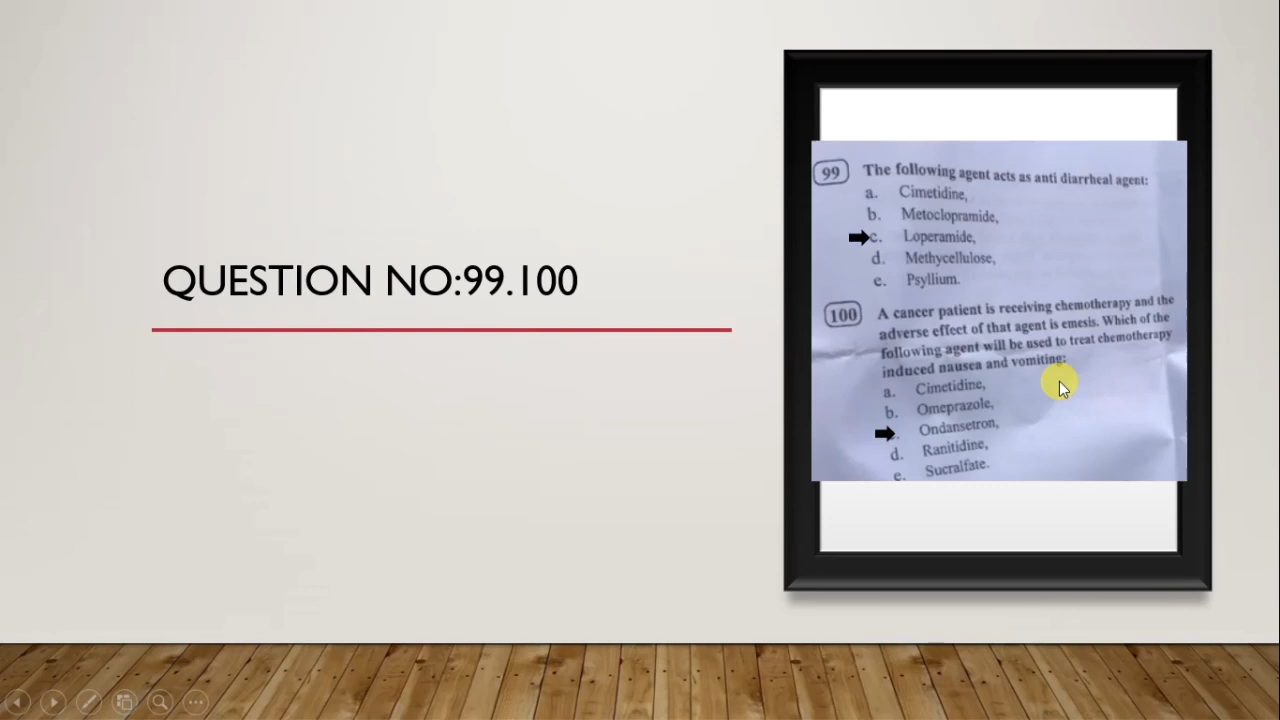 QUESTION NO:99.100
99 The following agent acts as anti diarrheal agent:
a. Cimetidine,
b. Metoclopramide,
c. Loperamide,
d. Methycellulose,
e. Psyllium.
100 A cancer patient is receiving chemotherapy and the
adverse effect of that agent is emesis. Which of the
following agent will be used to treat chemotherapy
induced nausea and vomiting:
a. Cimetidine,
b. Omeprazole,
Ondansetron,
d. Ranitidine,
e. Sucralfate.